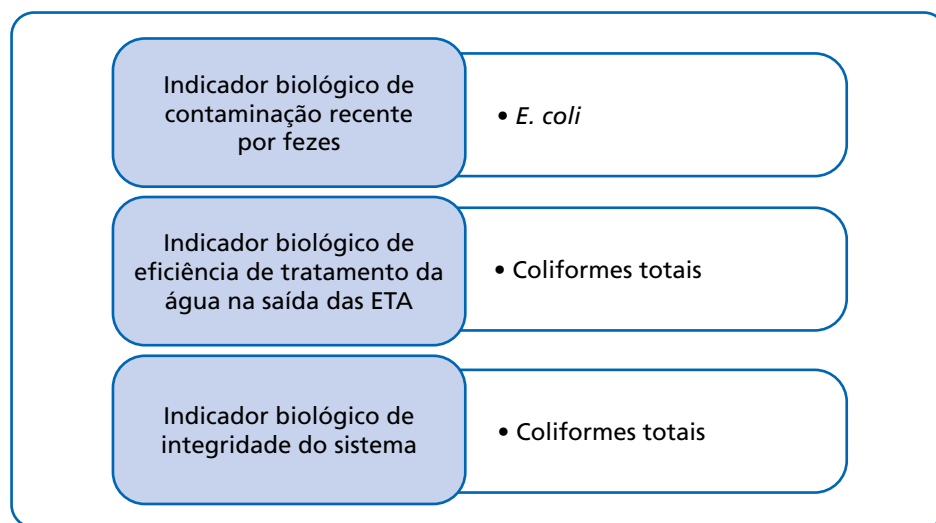 Indicador biológico de
contaminação recente
por fezes
• E. coli
Indicador biológico de
eficiência de tratamento da
água na saída das ETA
• Coliformes totais
Indicador biológico de
integridade do sistema
• Coliformes totais